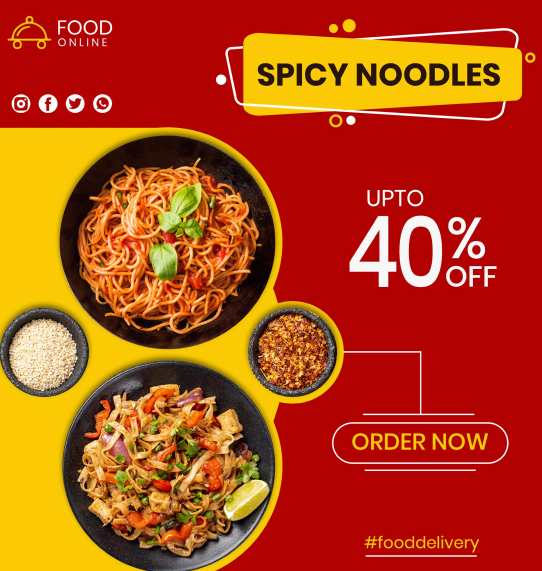 FOOD
ONLINE
SPICY NOODLES
UPTO
40%
OFF
ORDER NOW
#fooddelivery